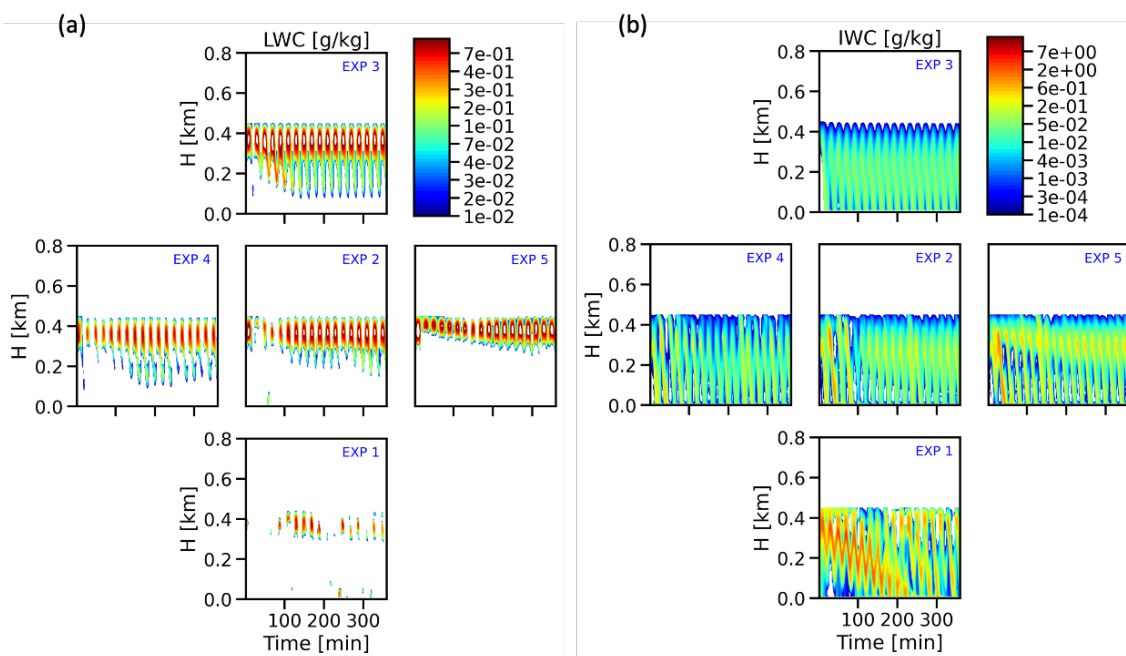 (a)
LWC [g/kg]
EXP 3
0.8
0.6
0.4
0.2
0.0
H [km]
7e-01
4e-01
3e-01
2e-01
1e-01
7e-02
4e-02
3e-02
2e-02
1e-02
EXP 4
0.8
0.6
0.4
0.2
0.0
H [km]
EXP 2
EXP 5
EXP 1
0.8
0.6
0.4
0.2
0.0
H [km]
100 200 300
Time [min]
(b)
IWC [g/kg]
EXP 3
0.8
0.6
0.4
0.2
0.0
H [km]
7e+00
2e+00
6e-01
2e-01
5e-02
2e-02
4e-03
1e-03
4e-04
1e-04
EXP 4
0.8
0.6
0.4
0.2
0.0
H [km]
EXP 2
EXP 5
EXP 1
0.8
0.6
0.4
0.2
0.0
H [km]
100 200 300
Time [min]